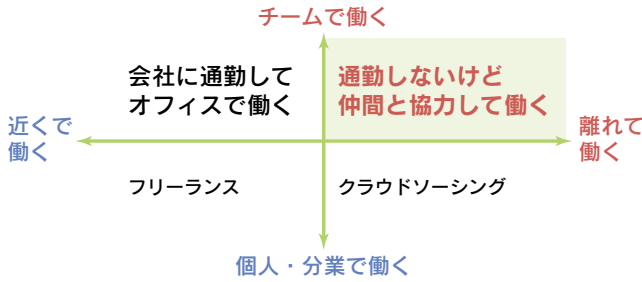 チームで働く
会社に通勤して
オフィスで働く
通勤しないけど
仲間と協力して働く
近くで
働く
離れて
働く
フリーランス
クラウドソーシング
個人・分業で働く